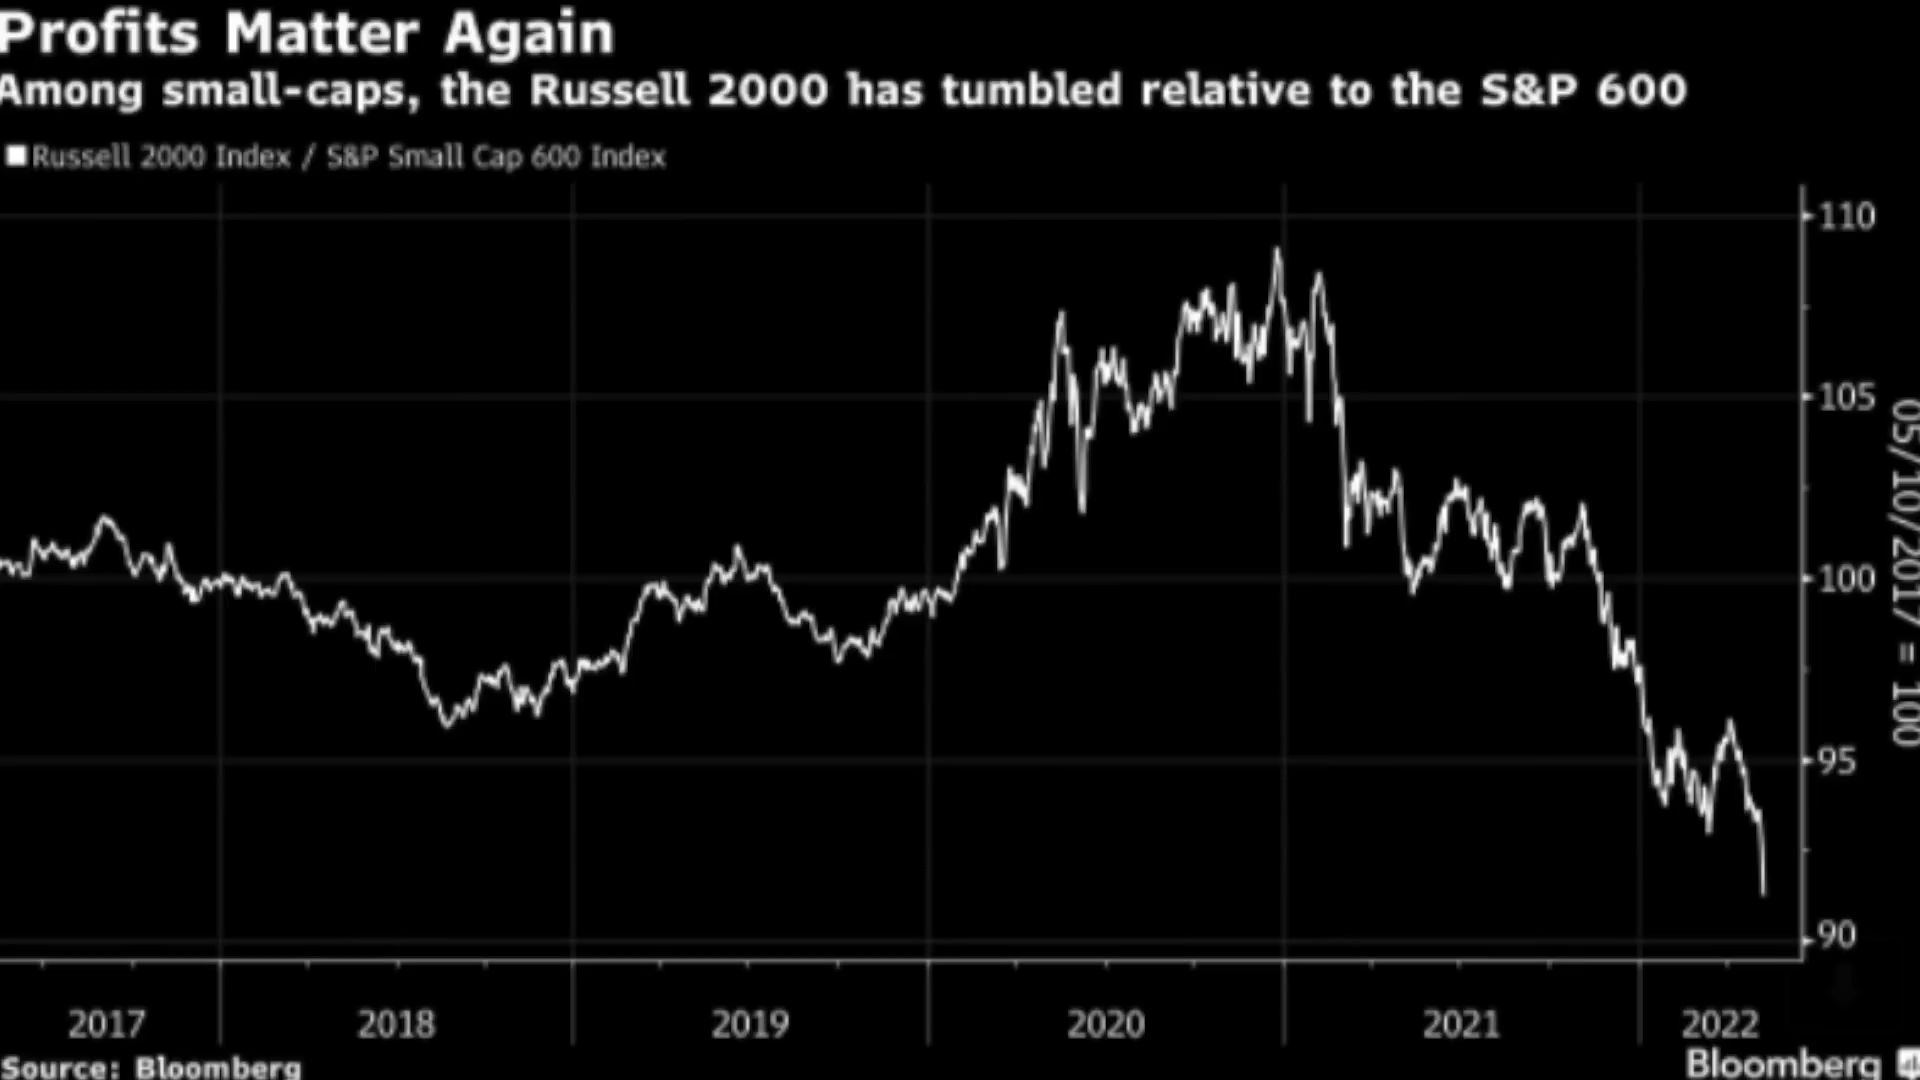 Profits Matter Again
Among small-caps, the Russell 2000 has tumbled relative to the S&P 600
Russell 2000 Index / S&P Small Cap 600 Index
110
105
100
95
90
05/10/2017 = 100
2017 2018 2019 2020 2021 2022
Source: Bloomberg
Bloomberg